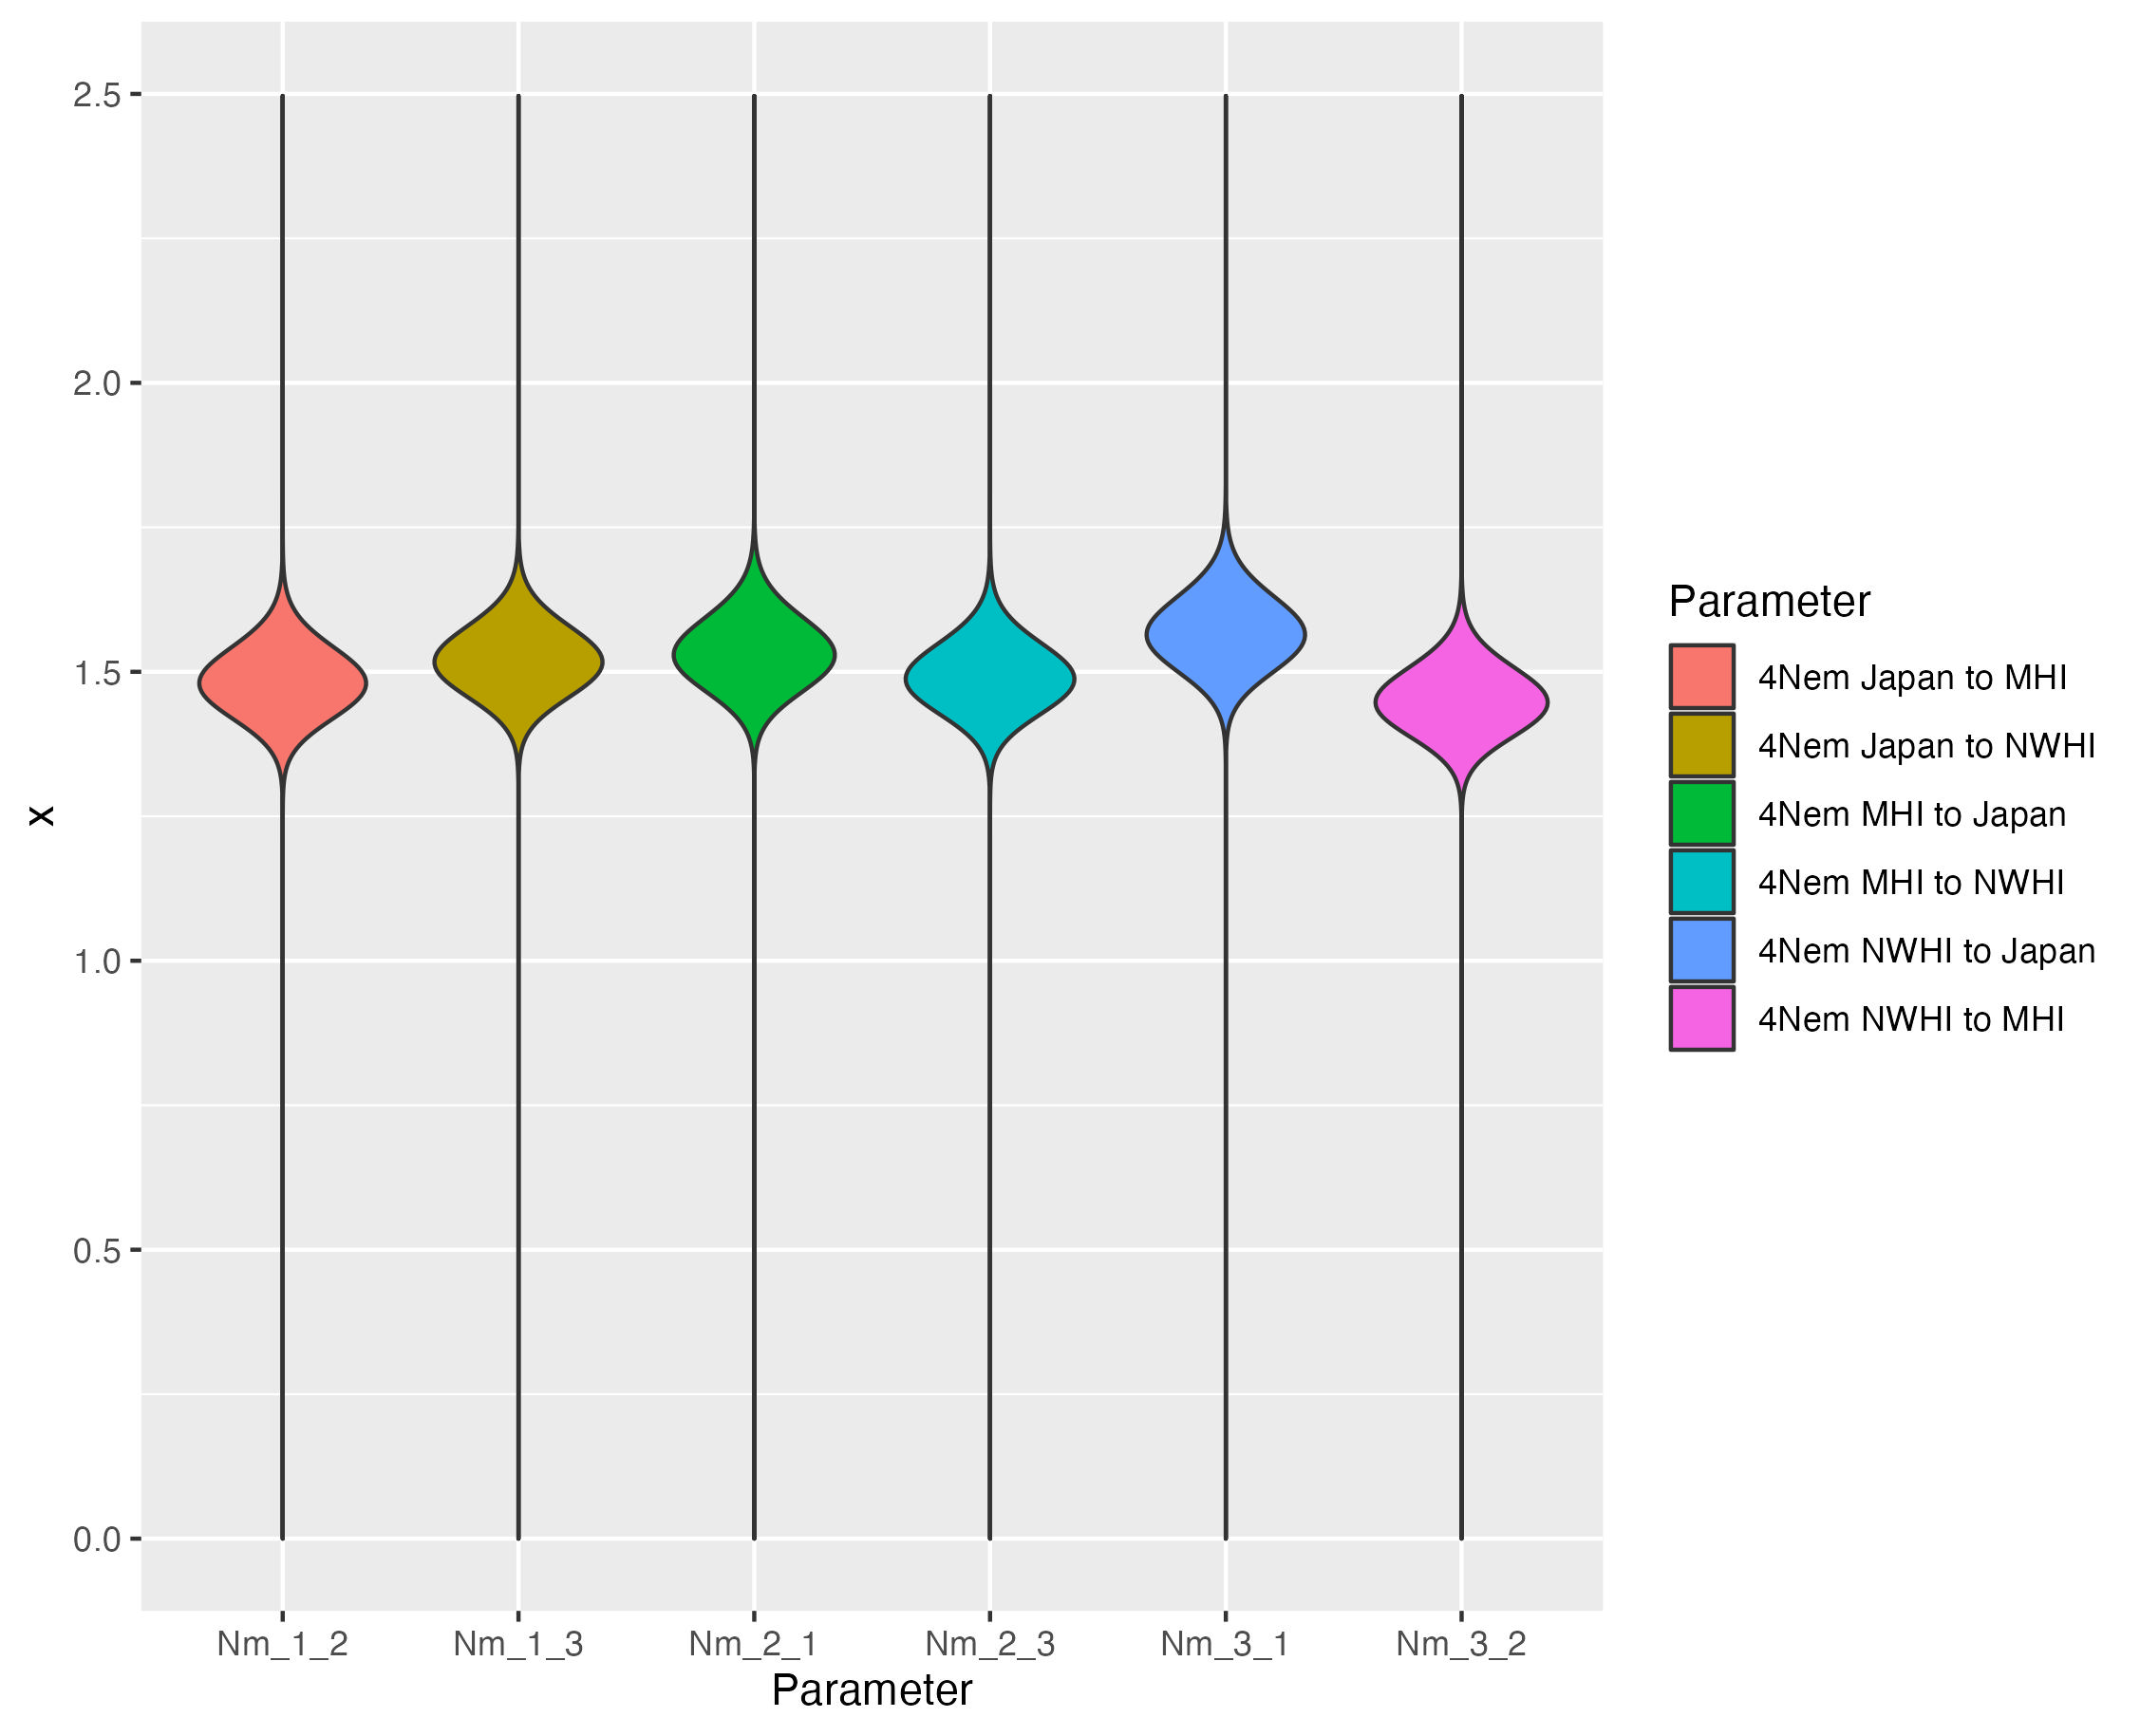 2.5
2.0
1.5
1.0
0.5
0.0
x
Nm_1_2 Nm_1_3 Nm_2_1 Nm_2_3 Nm_3_1 Nm_3_2
Parameter
Parameter
4Nem Japan to MHI
4Nem Japan to NWHI
4Nem MHI to Japan
4Nem MHI to NWHI
4Nem NWHI to Japan
4Nem NWHI to MHI